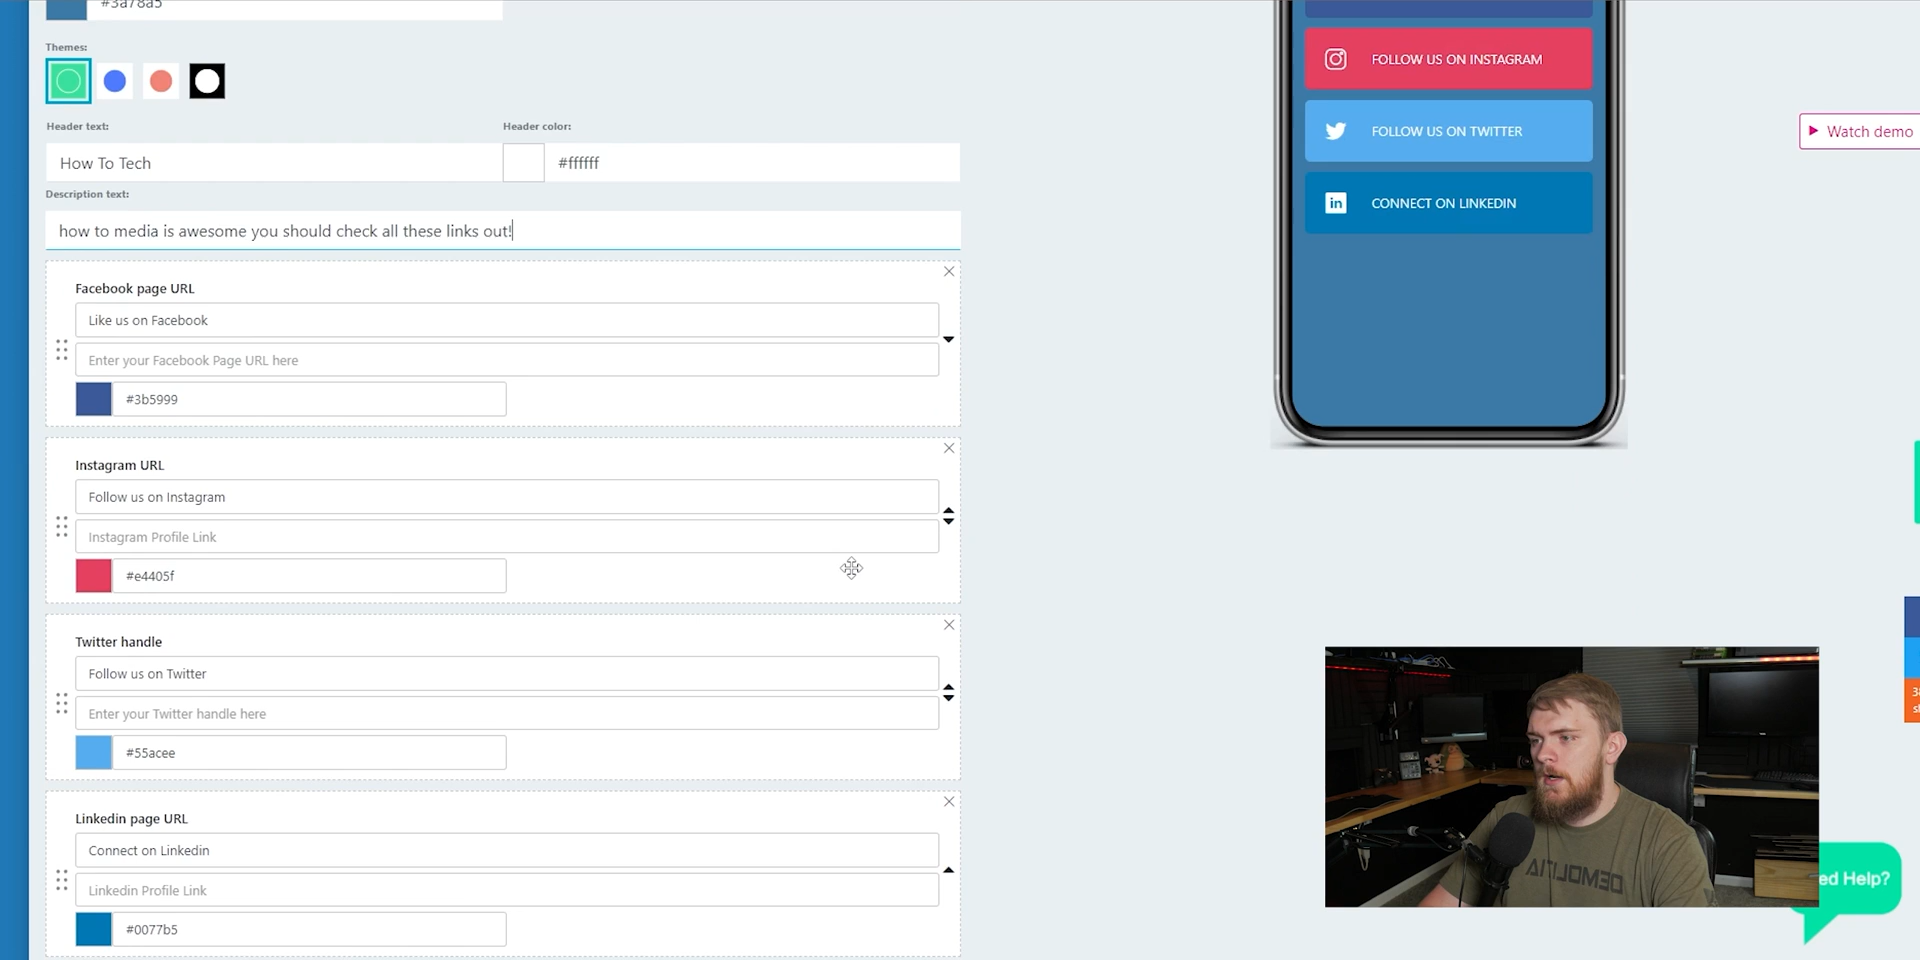 #3a78a5
Themes:
Header text:
Header color:
How To Tech
#ffffff
Description text:
how to media is awesome you should check all these links out!
Facebook page URL
Like us on Facebook
Enter your Facebook Page URL here
#3b5999
Instagram URL
Follow us on Instagram
Instagram Profile Link
#e4405f
Twitter handle
Follow us on Twitter
Enter your Twitter handle here
#55acee
Linkedin page URL
Connect on Linkedin
Linkedin Profile Link
#0077b5
FOLLOW US ON INSTAGRAM
FOLLOW US ON TWITTER
in
CONNECT ON LINKEDIN
Watch demo
DEMOLITIA
ed Help?